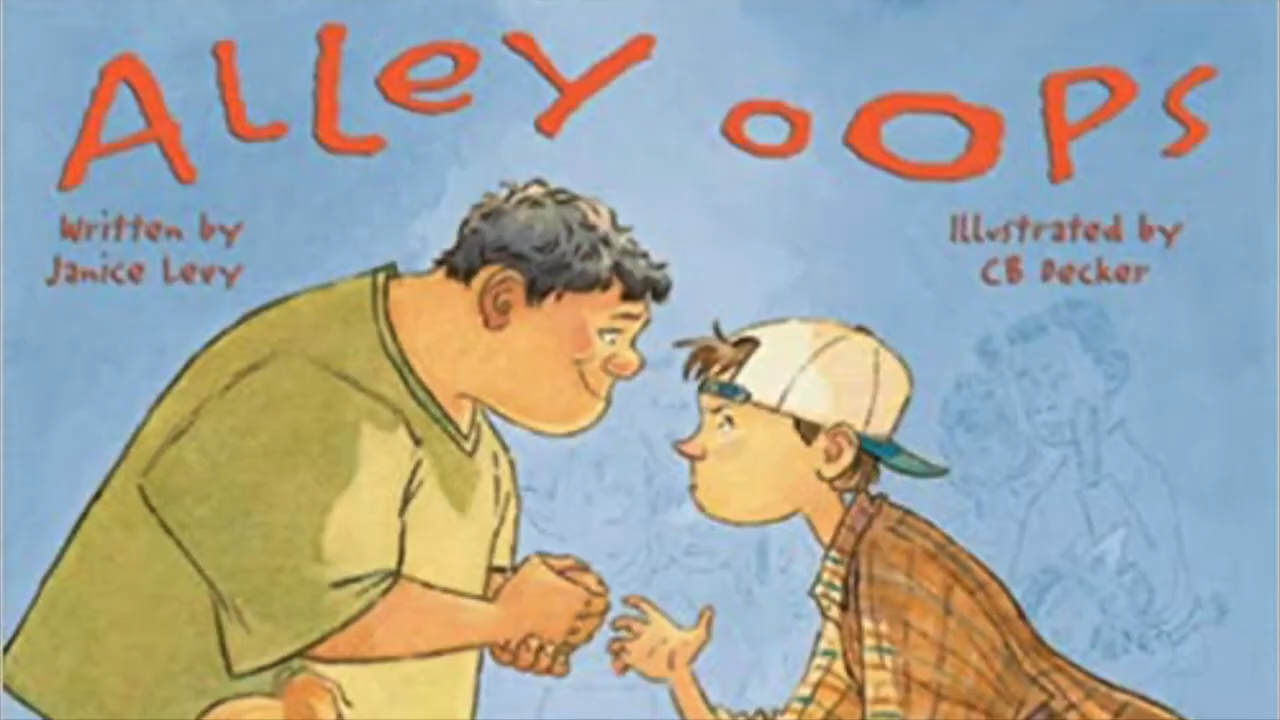 ALLey oOPS
Written by
Janice Levy
Illustrated by
CB Decker